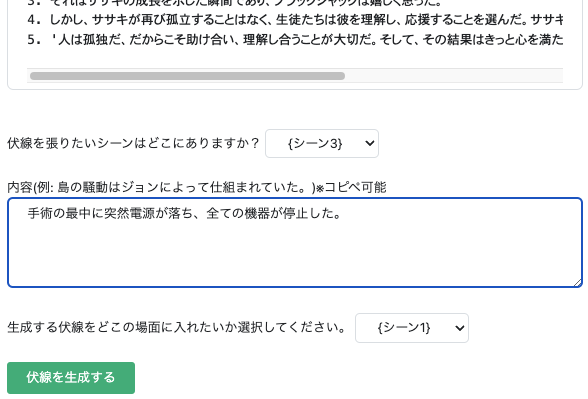 3. それはササキの成長を示した瞬間であり、ブラックジャックは嬉しく思った。
4. しかし、ササキが再び孤立することはなく、生徒たちは彼を理解し、応援することを選んだ。ササキ
5. '人は孤独だ、だからこそ助け合い、理解し合うことが大切だ。そして、その結果はきっと心を満た
伏線を張りたいシーンはどこにありますか？ {シーン3}
内容(例: 島の騒動はジョンによって仕組まれていた。)※コピペ可能
手術の最中に突然電源が落ち、全ての機器が停止した。
生成する伏線をどこの場面に入れたいか選択してください。 {シーン1}
伏線を生成する